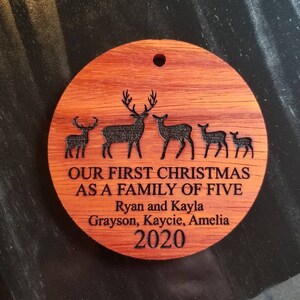 OUR FIRST CHRISTMAS
AS A FAMILY OF FIVE
Ryan and Kayla
Grayson, Kaycie, Amelia
2020